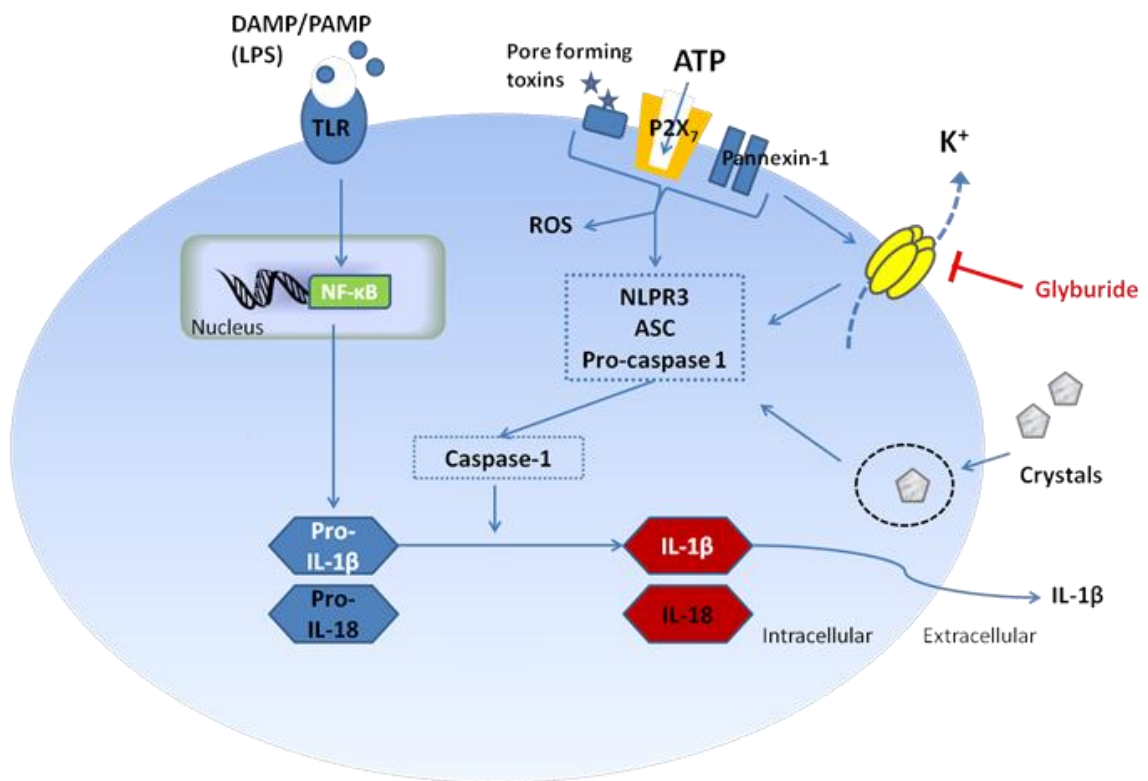 DAMP/PAMP
(LPS)
TLR
Pore forming
toxins
ATP
P2X₇
Pannexin-1
K⁺
ROS
NF-κB
Nucleus
NLPR3
ASC
Pro-caspase 1
Glyburide
Caspase-1
Crystals
Pro-
IL-1β
IL-1β
IL-1β
Pro-
IL-18
IL-18
Intracellular
Extracellular